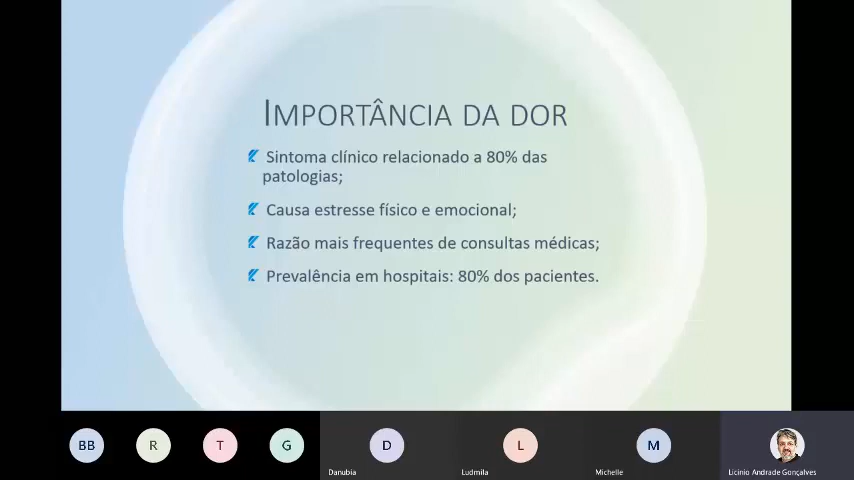 IMPORTÂNCIA DA DOR
Sintoma clínico relacionado a 80% das
patologias;
Causa estresse físico e emocional;
Razão mais frequentes de consultas médicas;
Prevalência em hospitais: 80% dos pacientes.
BB R T G D L M
Danubia Ludmila Michelle Licinio Andrade Gonçalves